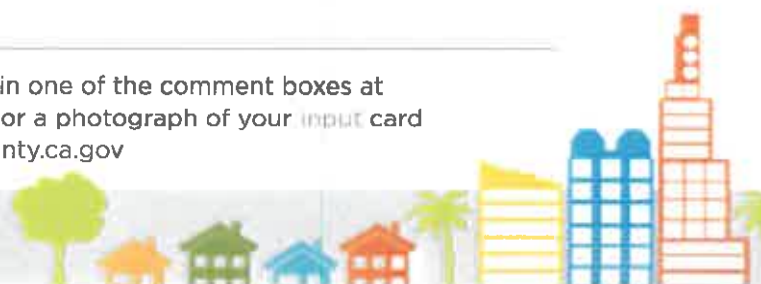 in one of the comment boxes at
or a photograph of your input card
nty.ca.gov